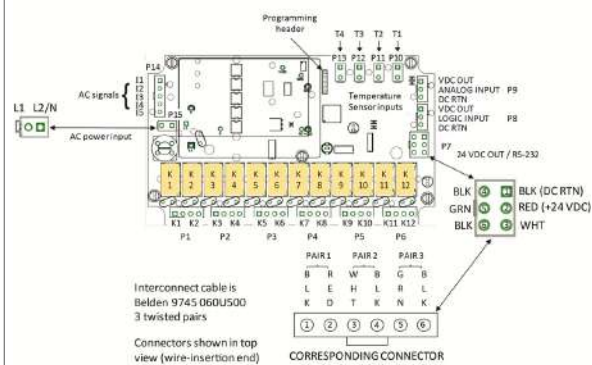 Programming
header
T4 T3 T2 T1
P13 P12 P11 P10
P14
I1
I2
I3
I4
I5
AC signals
L1 L2/N
P15
AC power input
Temperature
Sensor inputs
VDC OUT
ANALOG INPUT P9
DC RTN
VDC OUT
LOGIC INPUT P8
DC RTN
P7
24 VDC OUT / RS-232
K K K K K K K K K K K K
1 2 3 4 5 6 7 8 9 10 11 12
K1 K2 K3 K4 K5 K6 K7 K8 K9 K10 K11 K12
P1 P2 P3 P4 P5 P6
BLK 4 1 BLK (DC RTN)
GRN 5 2 RED (+24 VDC)
BLK 6 3 WHT
PAIR 1 PAIR 2 PAIR 3
B R W B G B
L E H L R L
K D T K N K
1 2 3 4 5 6
CORRESPONDING CONNECTOR
Interconnect cable is
Belden 9745 060U500
3 twisted pairs
Connectors shown in top
view (wire-insertion end)